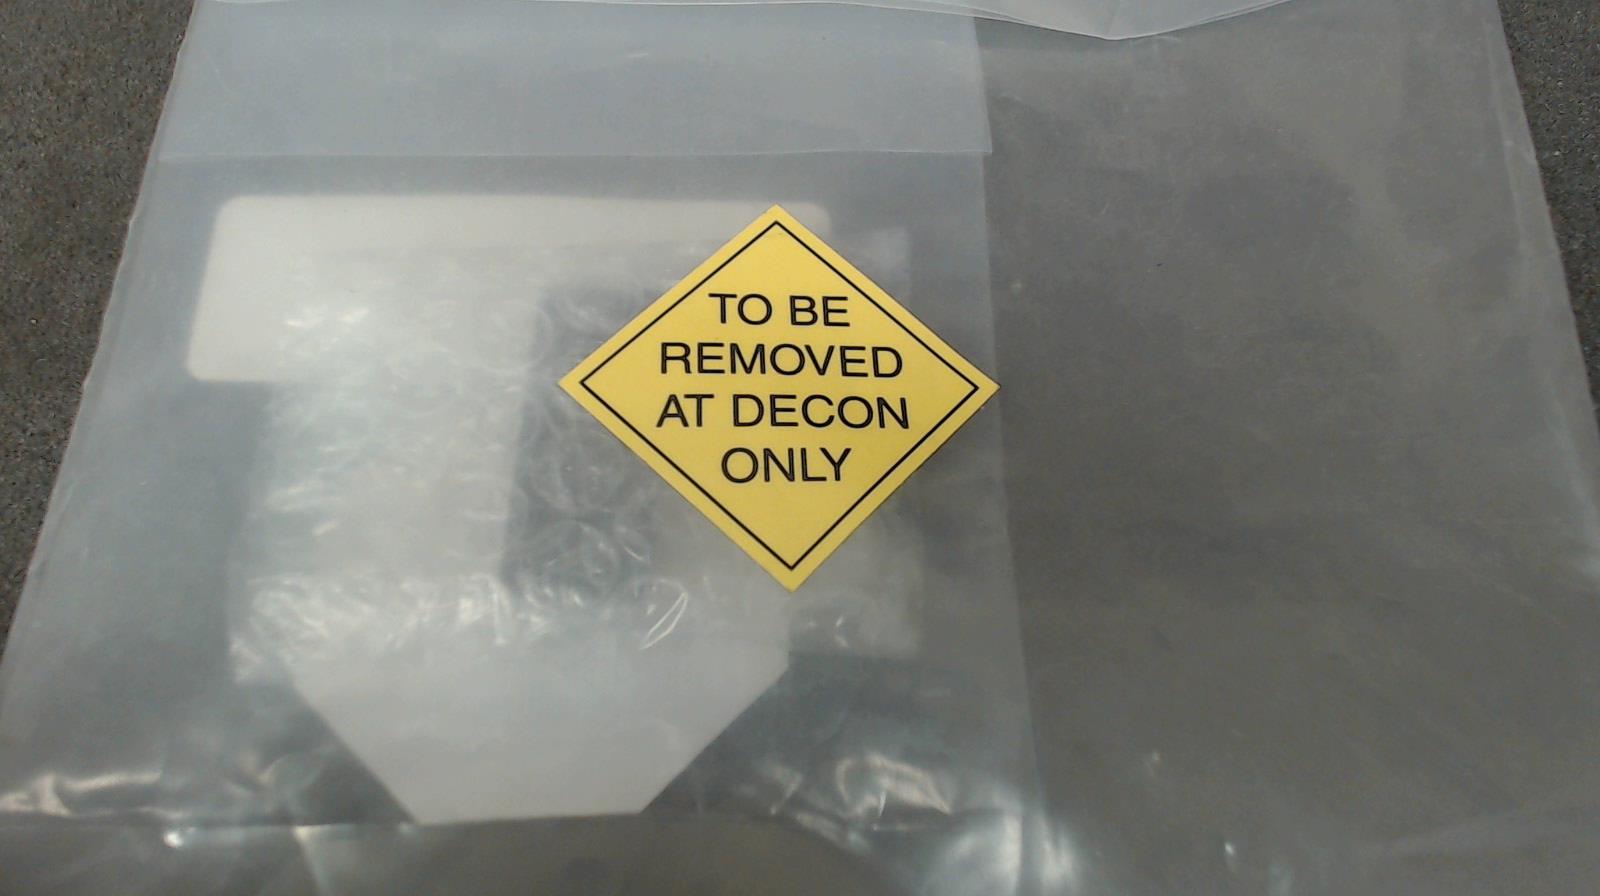 TO BE
REMOVED
AT DECON
ONLY